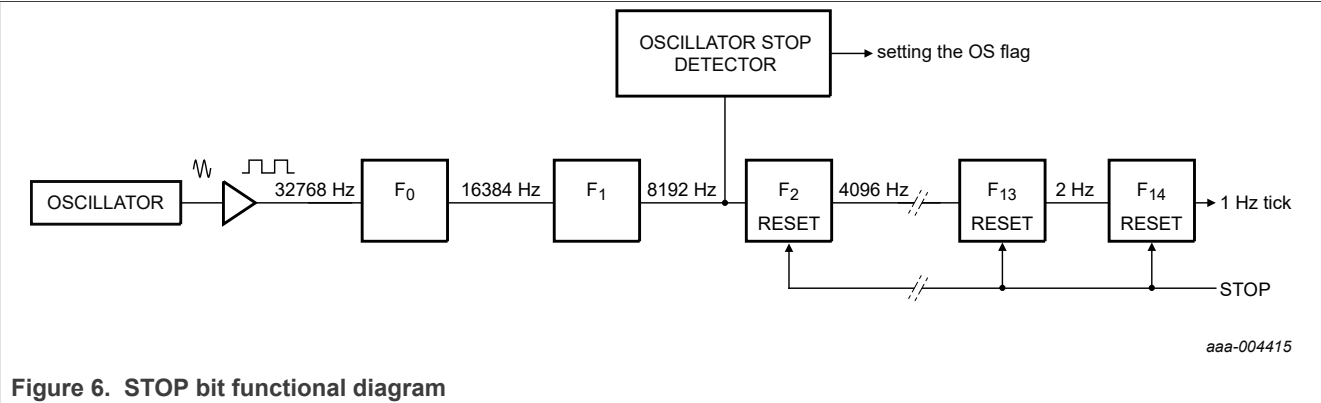 OSCILLATOR STOP
DETECTOR
setting the OS flag
OSCILLATOR
32768 Hz
F0
16384 Hz
F1
8192 Hz
F2
RESET
4096 Hz
F13
RESET
2 Hz
F14
RESET
1 Hz tick
STOP
aaa-004415
Figure 6. STOP bit functional diagram